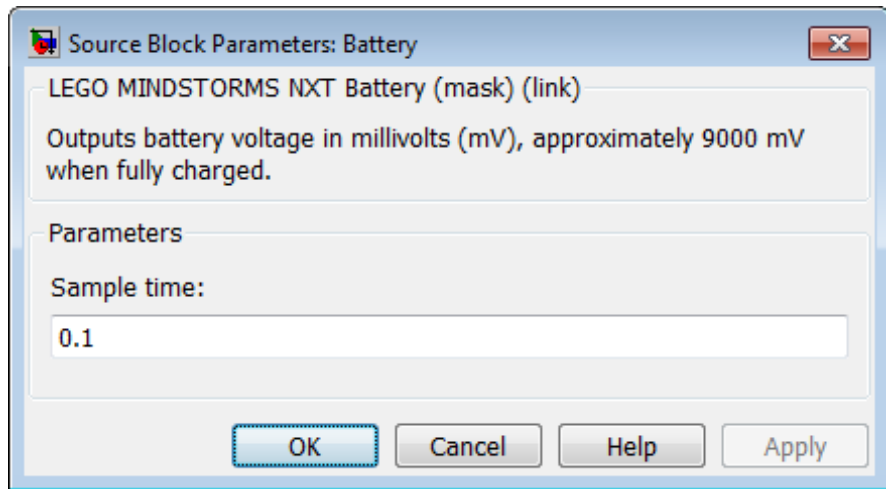 Source Block Parameters: Battery
LEGO MINDSTORMS NXT Battery (mask) (link)
Outputs battery voltage in millivolts (mV), approximately 9000 mV
when fully charged.
Parameters
Sample time:
0.1
OK Cancel Help Apply